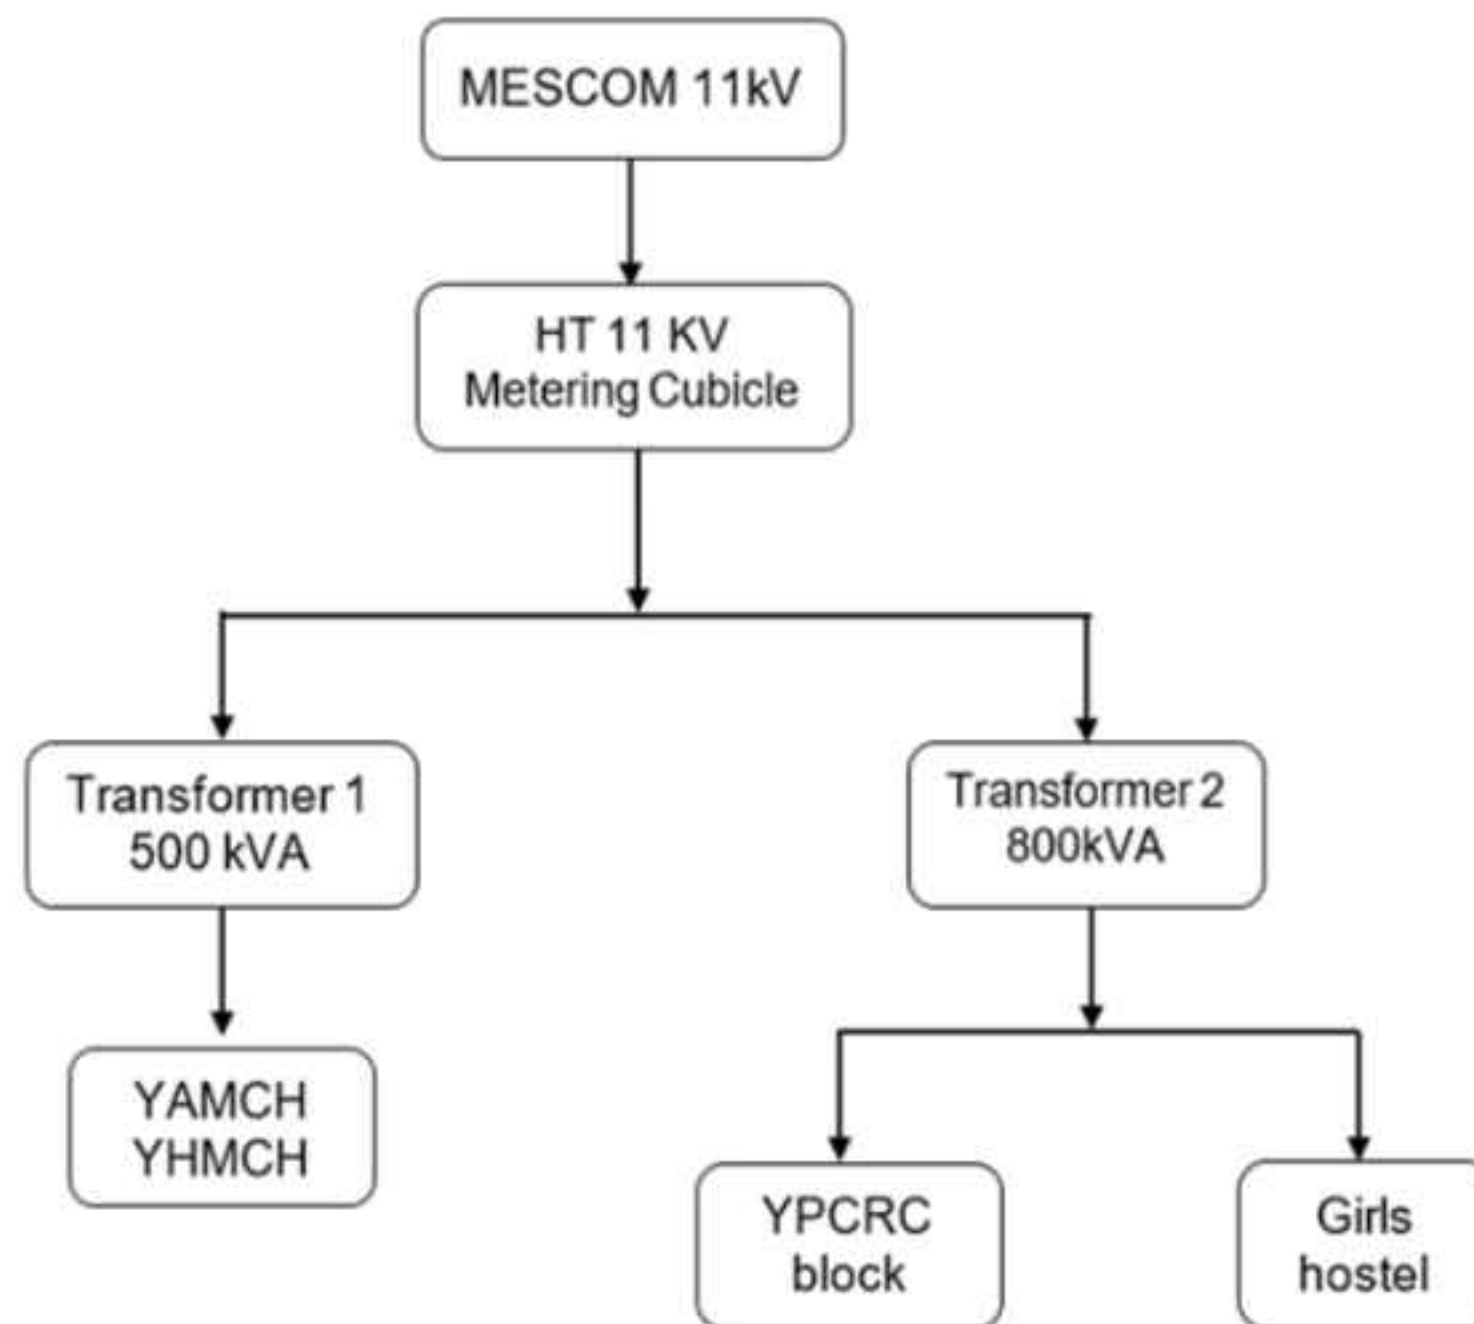 MESCOM 11kV
HT 11 KV
Metering Cubicle
Transformer 1
500 kVA
Transformer 2
800kVA
YAMCH
YHMCH
YPCRC
block
Girls
hostel